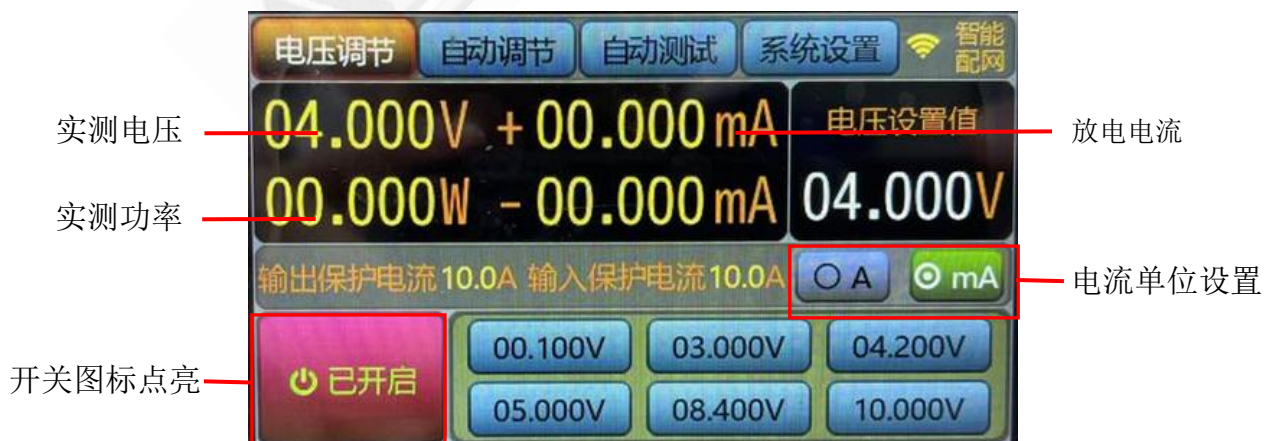 电压调节 自动调节 自动测试 系统设置 智能配网
实测电压 04.000V + 00.000mA 电压设置值 放电电流
实测功率 00.000W - 00.000mA 04.000V
输出保护电流10.0A 输入保护电流10.0A A mA 电流单位设置
开关图标点亮 已开启
00.100V 03.000V 04.200V
05.000V 08.400V 10.000V